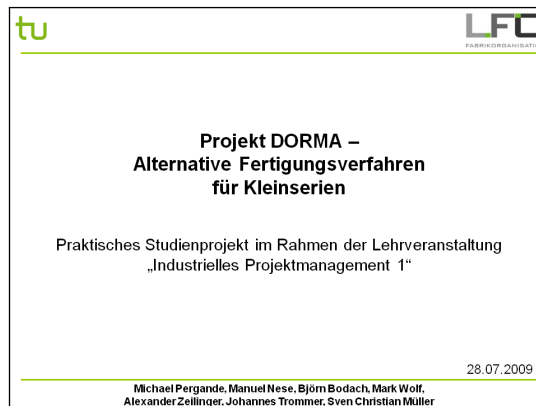 tu
LFO
FABRIKORGANISATI
Projekt DORMA –
Alternative Fertigungsverfahren
für Kleinserien
Praktisches Studienprojekt im Rahmen der Lehrveranstaltung
„Industrielles Projektmanagement 1“
28.07.2009
Michael Pergande, Manuel Nese, Björn Bodach, Mark Wolf,
Alexander Zeilinger, Johannes Trommer, Sven Christian Müller